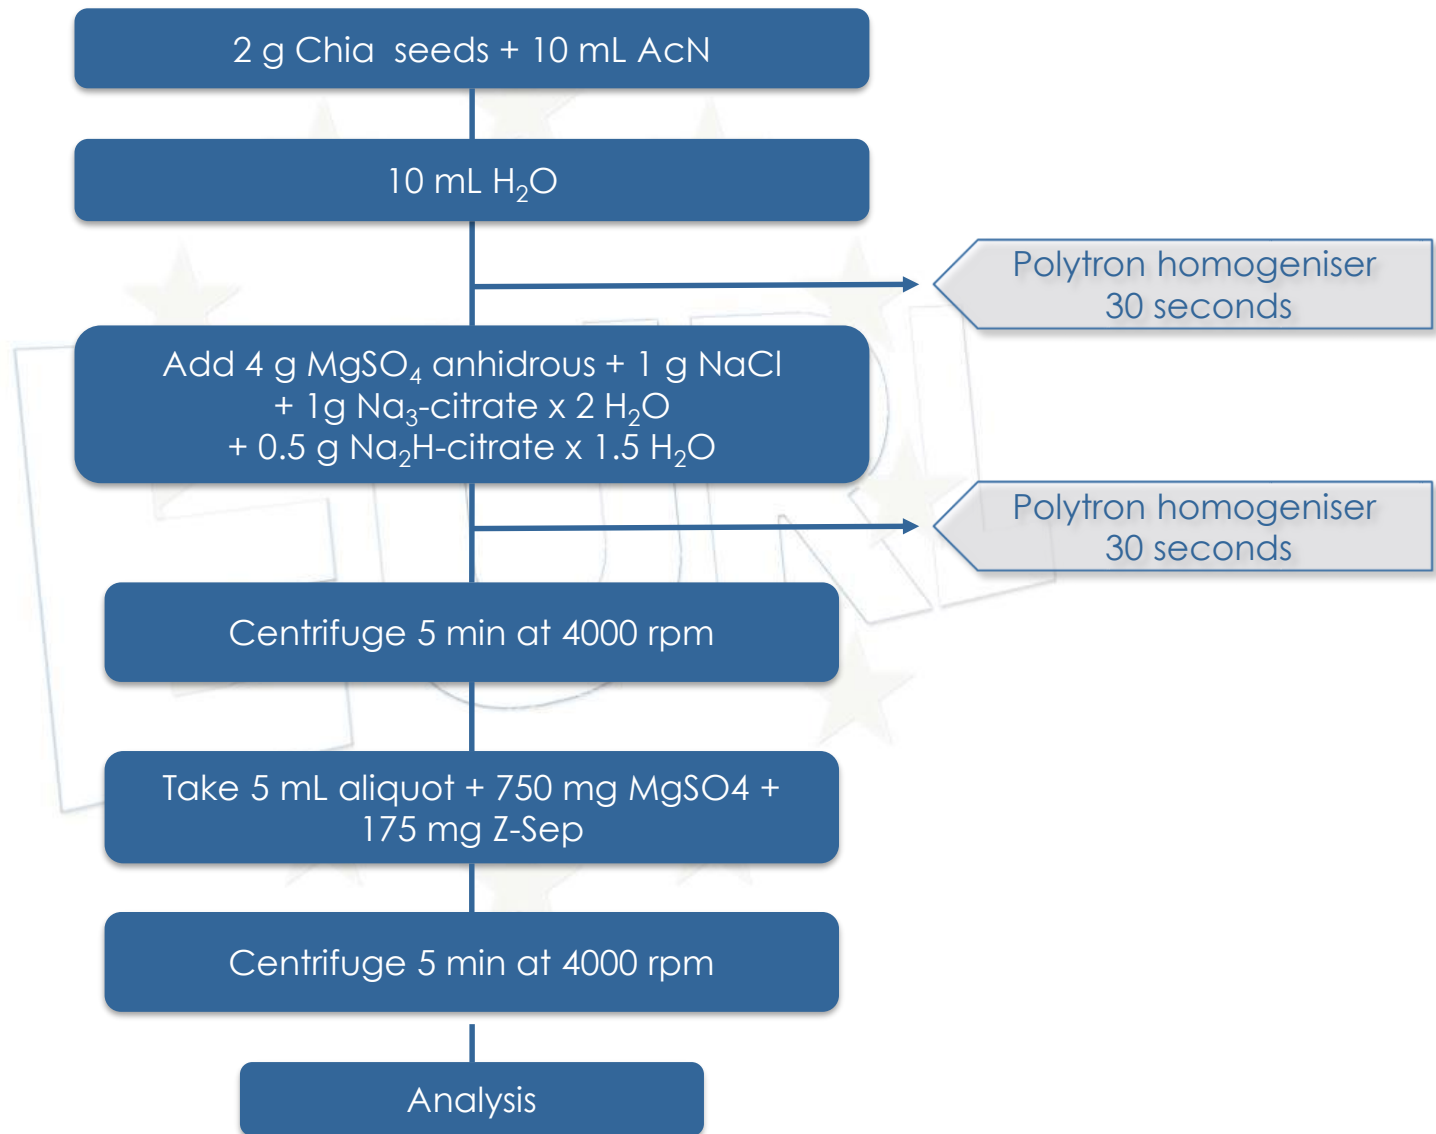 2 g Chia seeds + 10 mL AcN
10 mL H₂O
Polytron homogeniser
30 seconds
Add 4 g MgSO₄ anhidrous + 1 g NaCl
+ 1g Na₃-citrate x 2 H₂O
+ 0.5 g Na₂H-citrate x 1.5 H₂O
Polytron homogeniser
30 seconds
Centrifuge 5 min at 4000 rpm
Take 5 mL aliquot + 750 mg MgSO4 +
175 mg Z-Sep
Centrifuge 5 min at 4000 rpm
Analysis
EURL